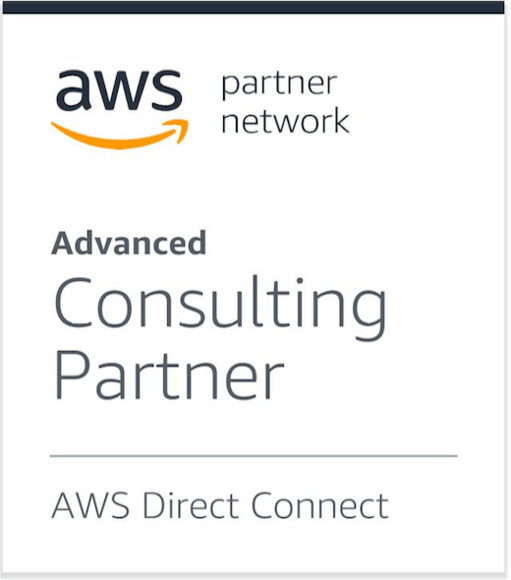 aws
partner
network
Advanced
Consulting
Partner
AWS Direct Connect